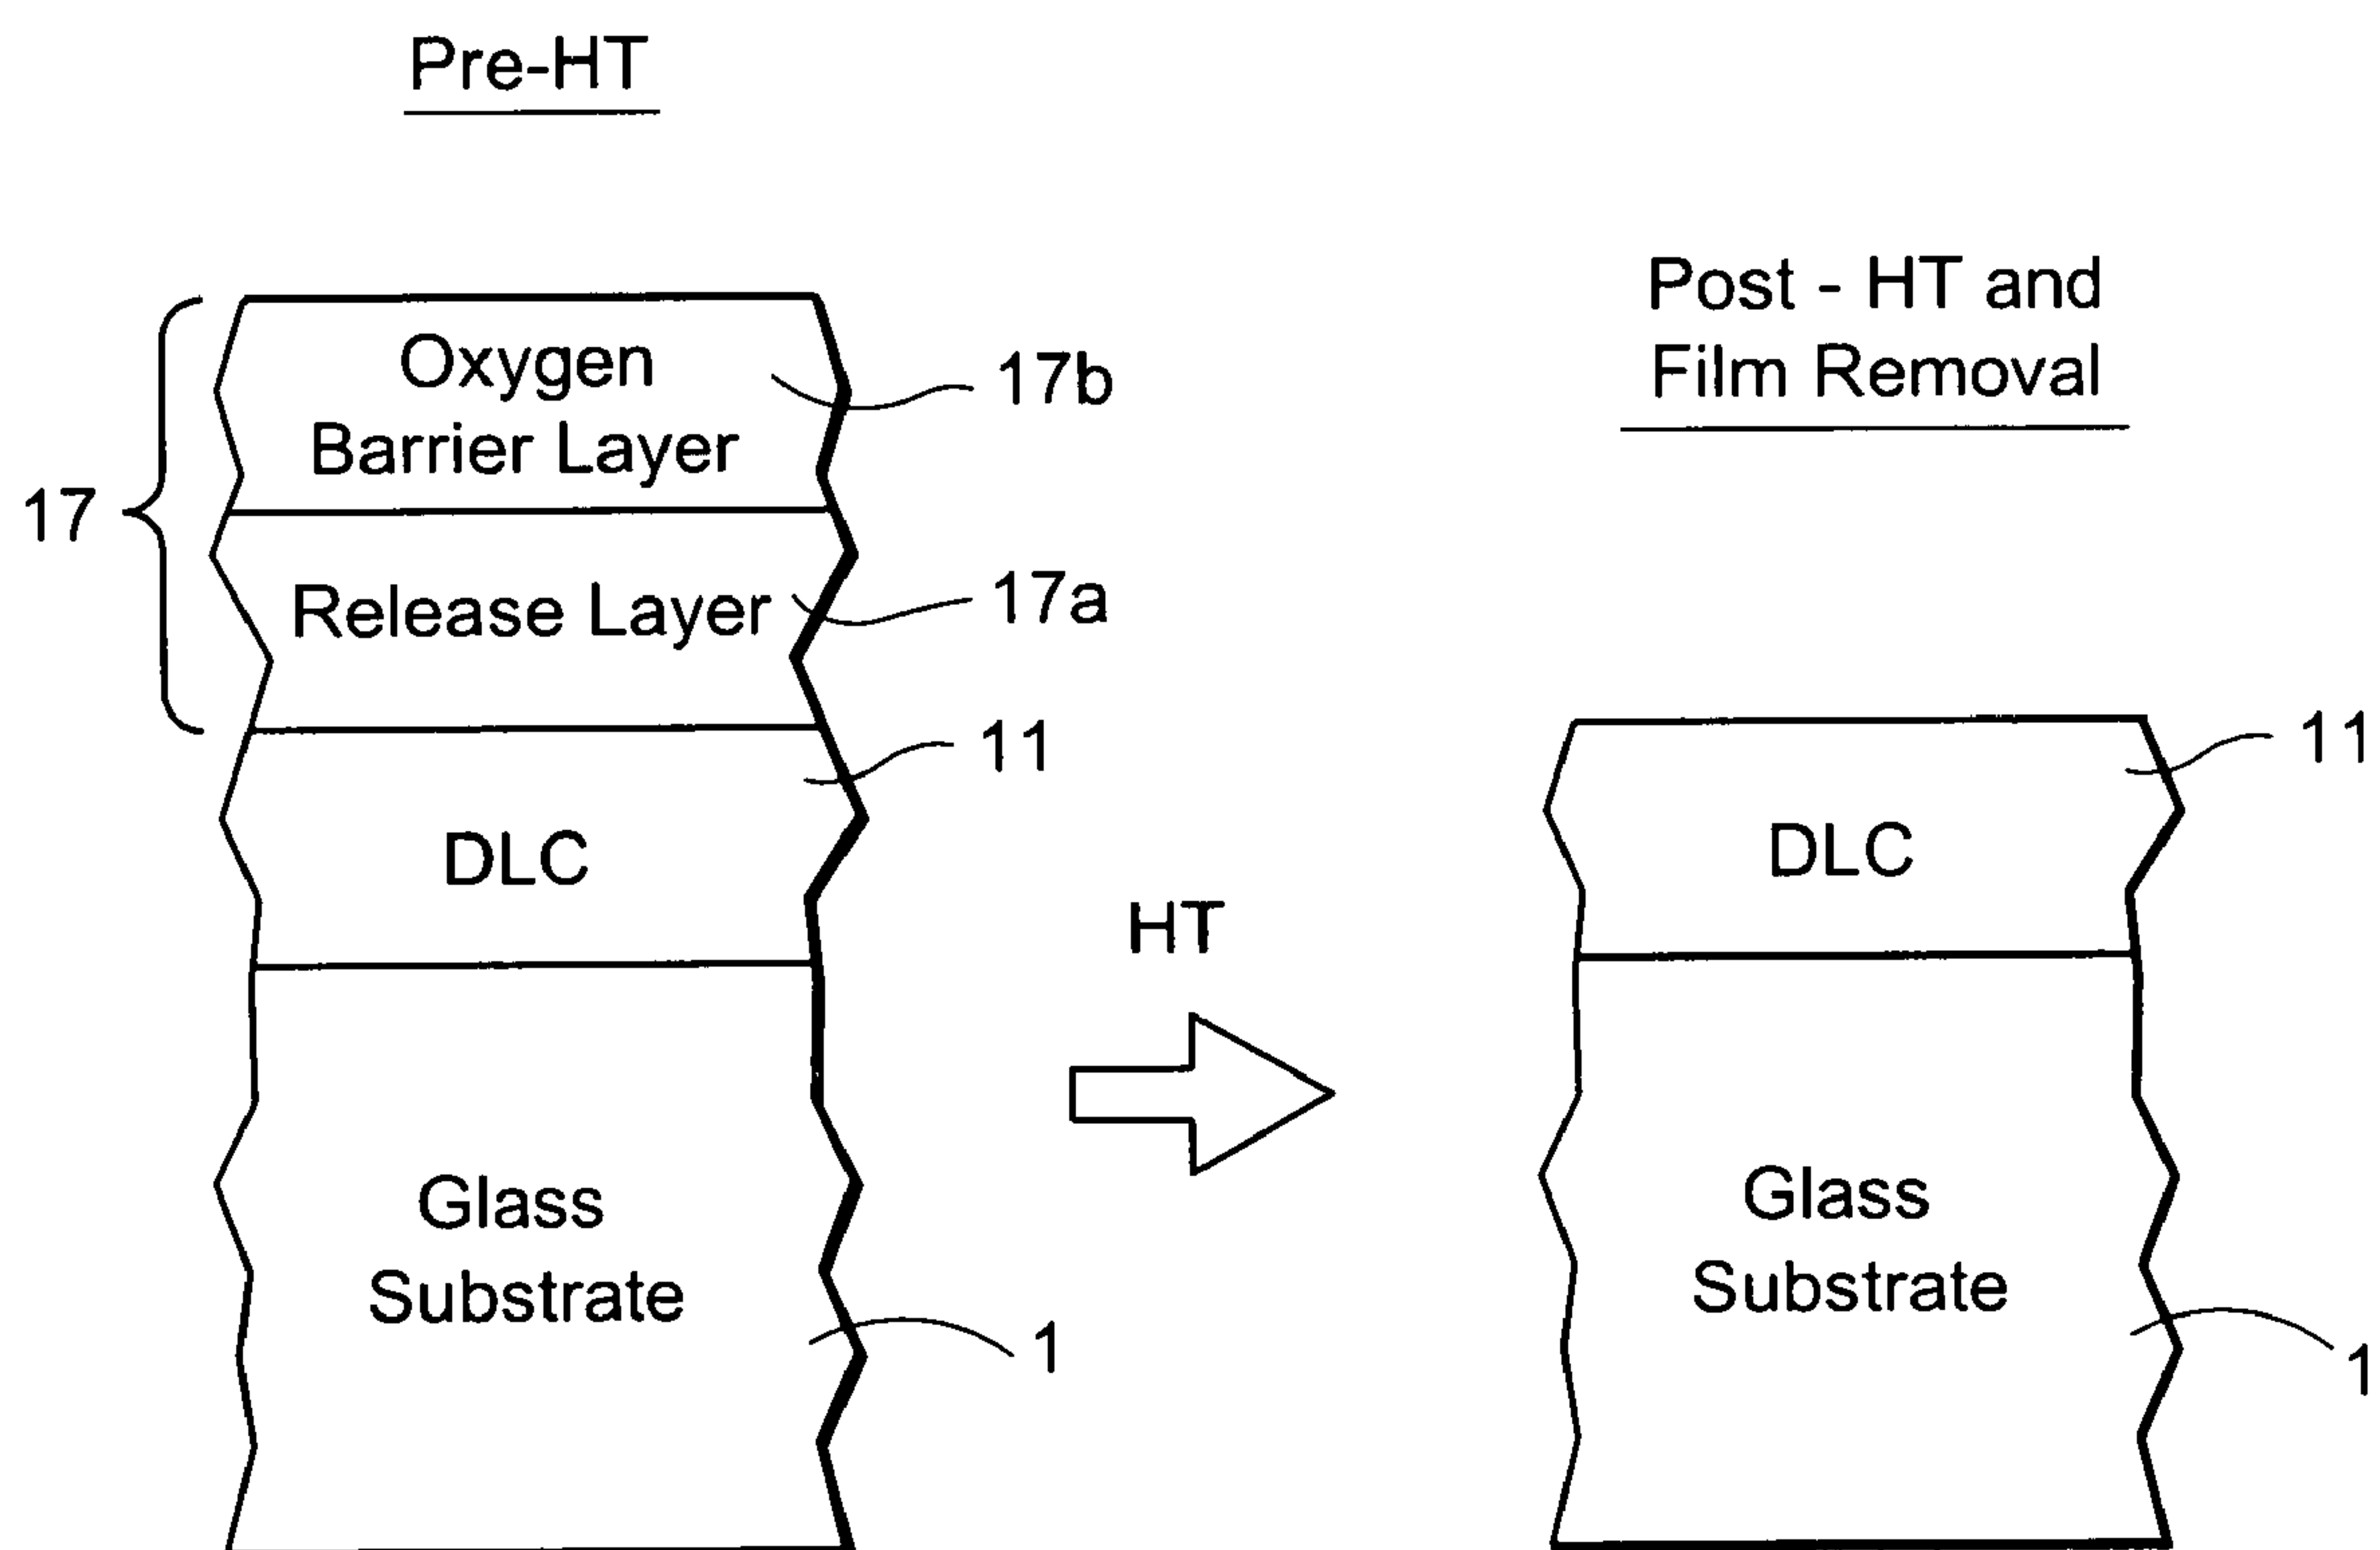 Pre-HT
Oxygen
Barrier Layer
17b
17
Release Layer
17a
11
DLC
HT
Glass
Substrate
1
Post - HT and
Film Removal
11
DLC
Glass
Substrate
1